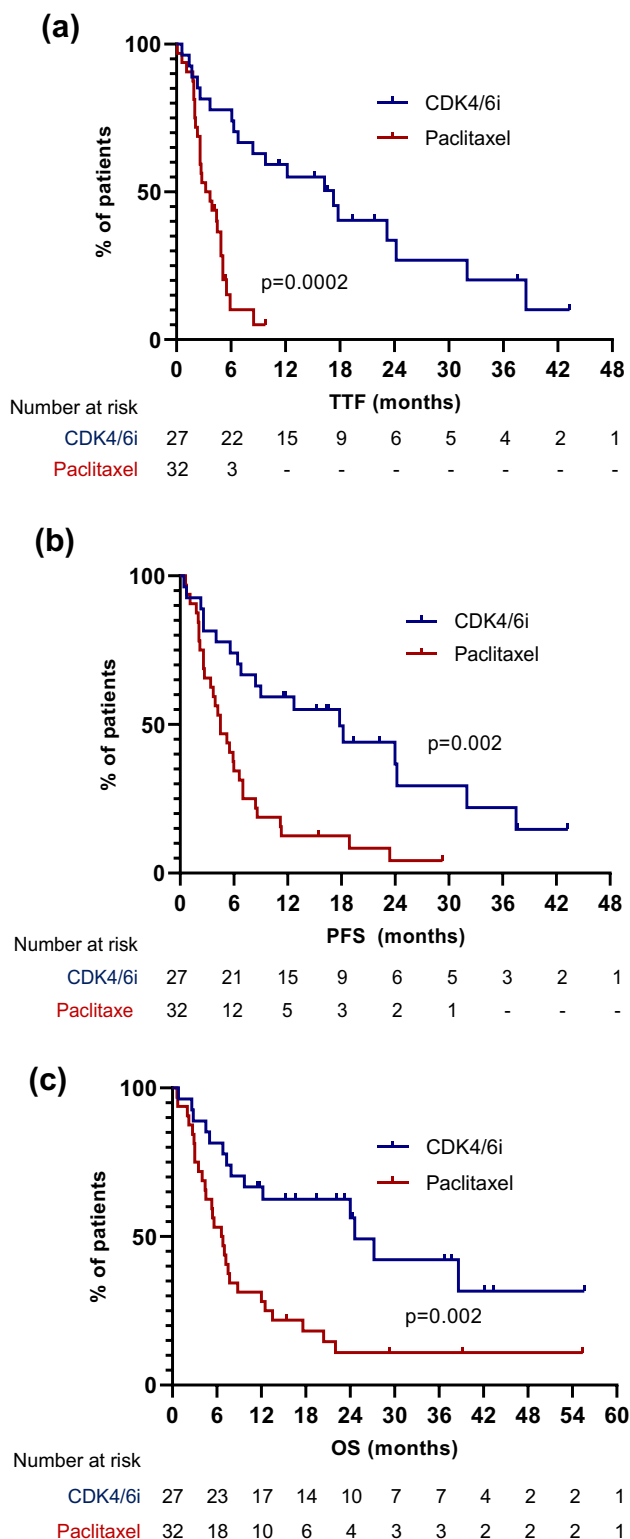 (a)
100
50
0
% of patients
CDK4/6i
Paclitaxel
p=0.0002
0 6 12 18 24 30 36 42 48
TTF (months)
Number at risk
CDK4/6i 27 22 15 9 6 5 4 2 1
Paclitaxel 32 3 - - - - - - -
(b)
100
50
0
% of patients
CDK4/6i
Paclitaxel
p=0.002
0 6 12 18 24 30 36 42 48
PFS (months)
Number at risk
CDK4/6i 27 21 15 9 6 5 3 2 1
Paclitaxe 32 12 5 3 2 1 - - -
(c)
100
50
0
% of patients
CDK4/6i
Paclitaxel
p=0.002
0 6 12 18 24 30 36 42 48 54 60
OS (months)
Number at risk
CDK4/6i 27 23 17 14 10 7 7 4 2 2 1
Paclitaxel 32 18 10 6 4 3 3 2 2 2 1